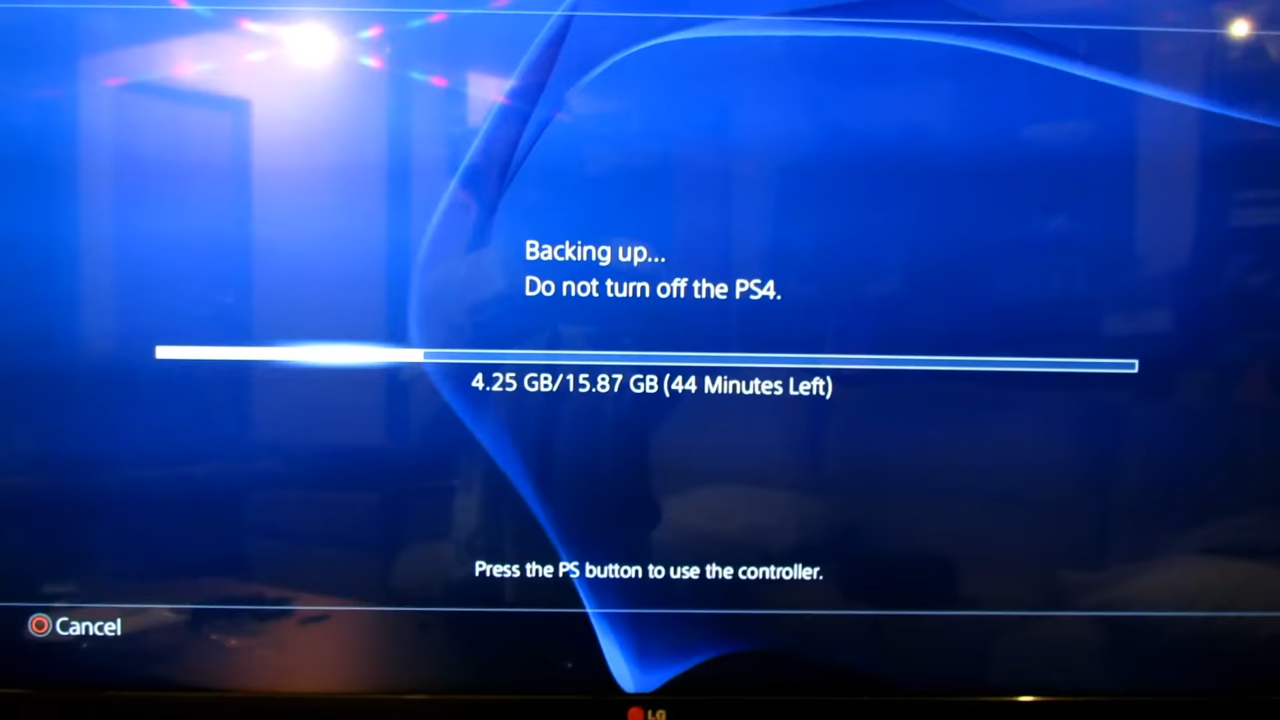 Backing up...
Do not turn off the PS4.
4.25 GB/15.87 GB (44 Minutes Left)
Press the PS button to use the controller.
Cancel
LG